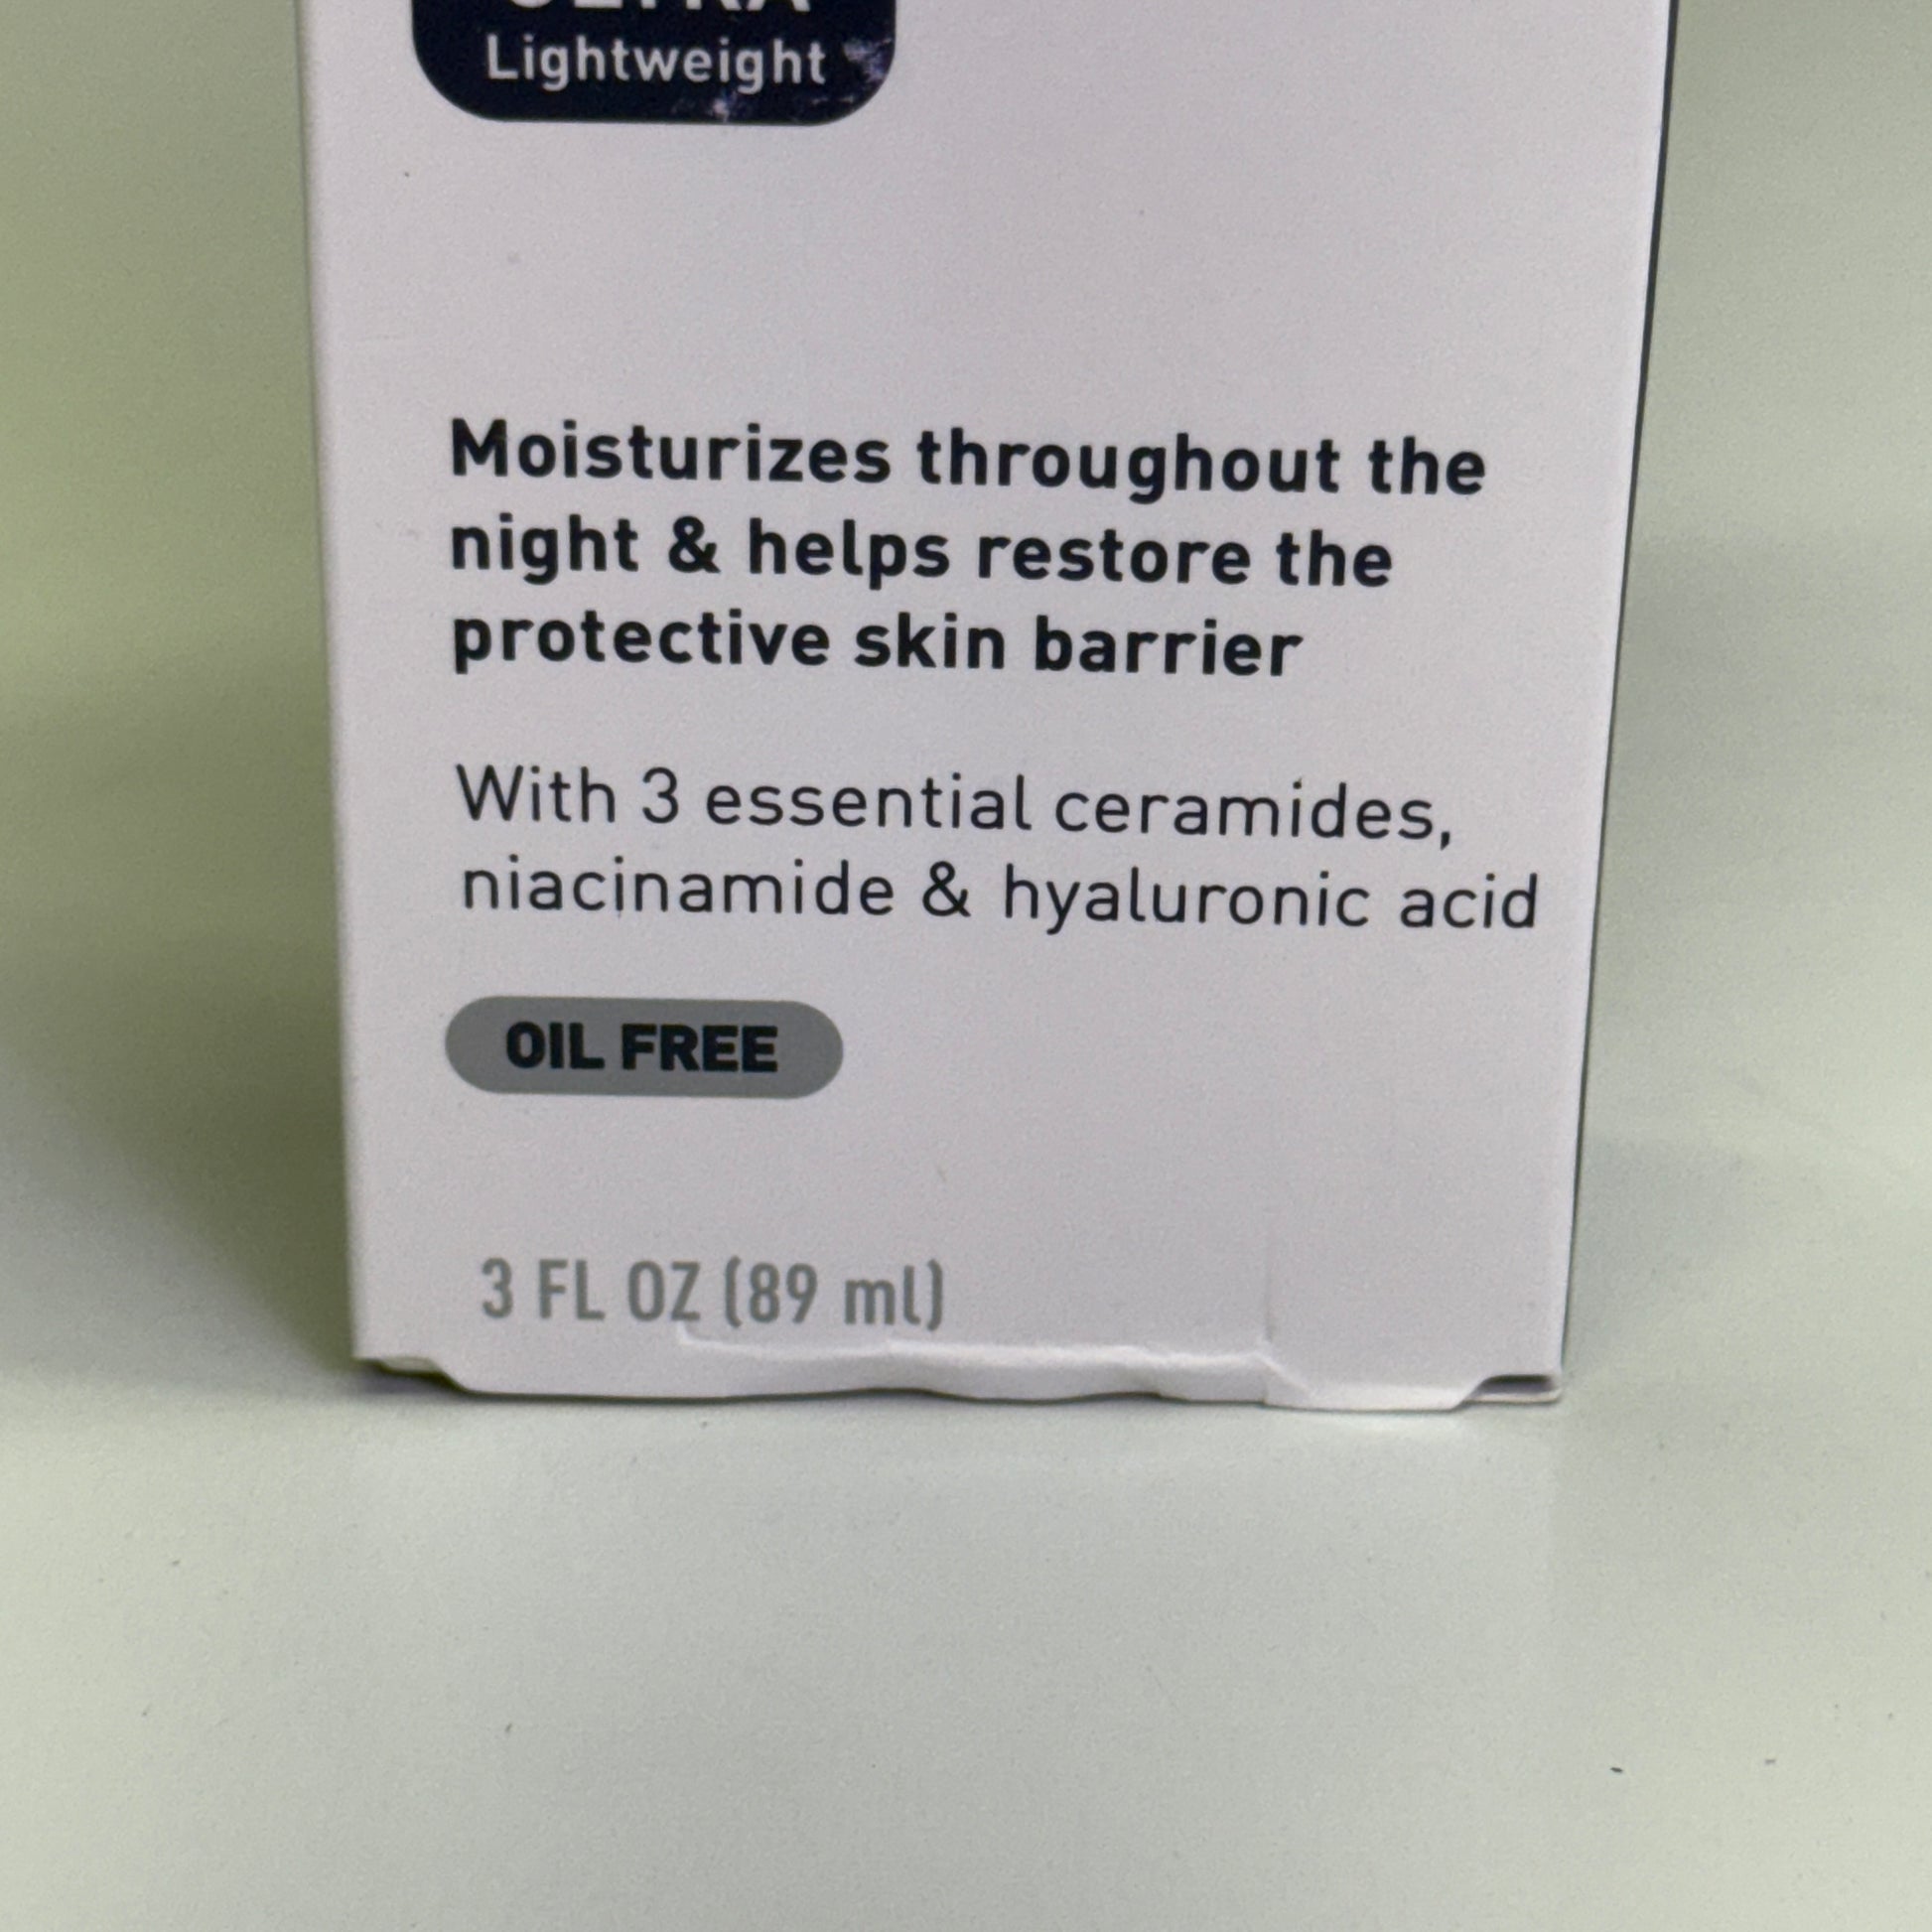 ULTRA
Lightweight
Moisturizes throughout the
night & helps restore the
protective skin barrier
With 3 essential ceramides,
niacinamide & hyaluronic acid
OIL FREE
3 FL OZ (89 ml)